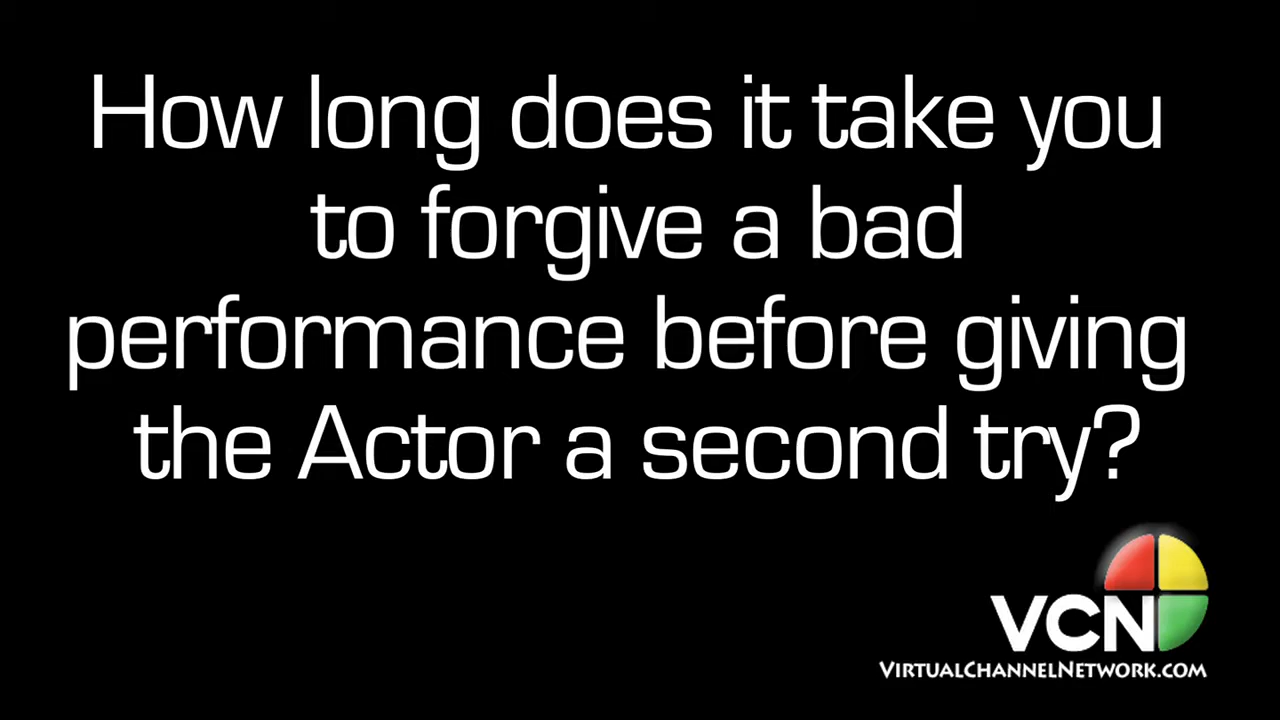 How long does it take you
to forgive a bad
performance before giving
the Actor a second try?
VCN
VIRTUALCHANNELNETWORK.COM